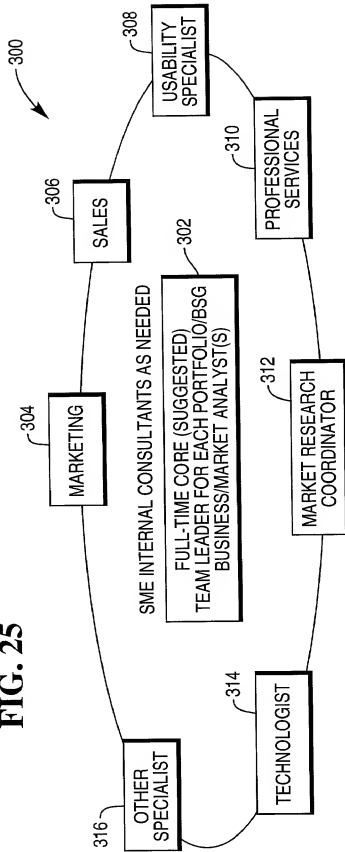 FIG. 25
300
304
MARKETING
306
SALES
308
USABILITY
SPECIALIST
310
PROFESSIONAL
SERVICES
312
MARKET RESEARCH
COORDINATOR
314
TECHNOLOGIST
316
OTHER
SPECIALIST
SME INTERNAL CONSULTANTS AS NEEDED
302
FULL-TIME CORE (SUGGESTED)
TEAM LEADER FOR EACH PORTFOLIO/BSG
BUSINESS/MARKET ANALYST(S)